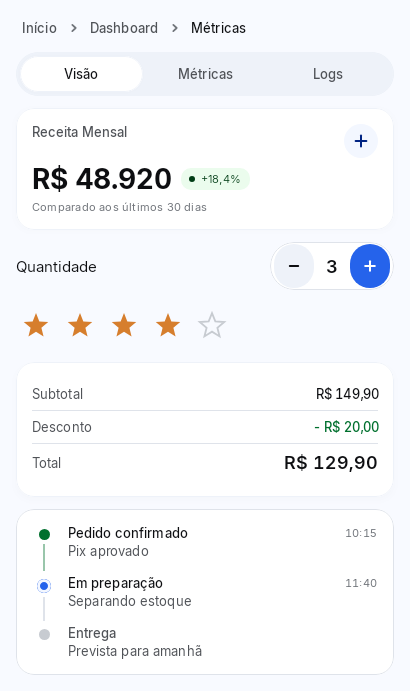 Início > Dashboard > Métricas
Visão Métricas Logs
Receita Mensal
R$ 48.920 +18,4%
Comparado aos últimos 30 dias
Quantidade − 3 +
Subtotal R$ 149,90
Desconto - R$ 20,00
Total R$ 129,90
Pedido confirmado 10:15
Pix aprovado
Em preparação 11:40
Separando estoque
Entrega
Prevista para amanhã